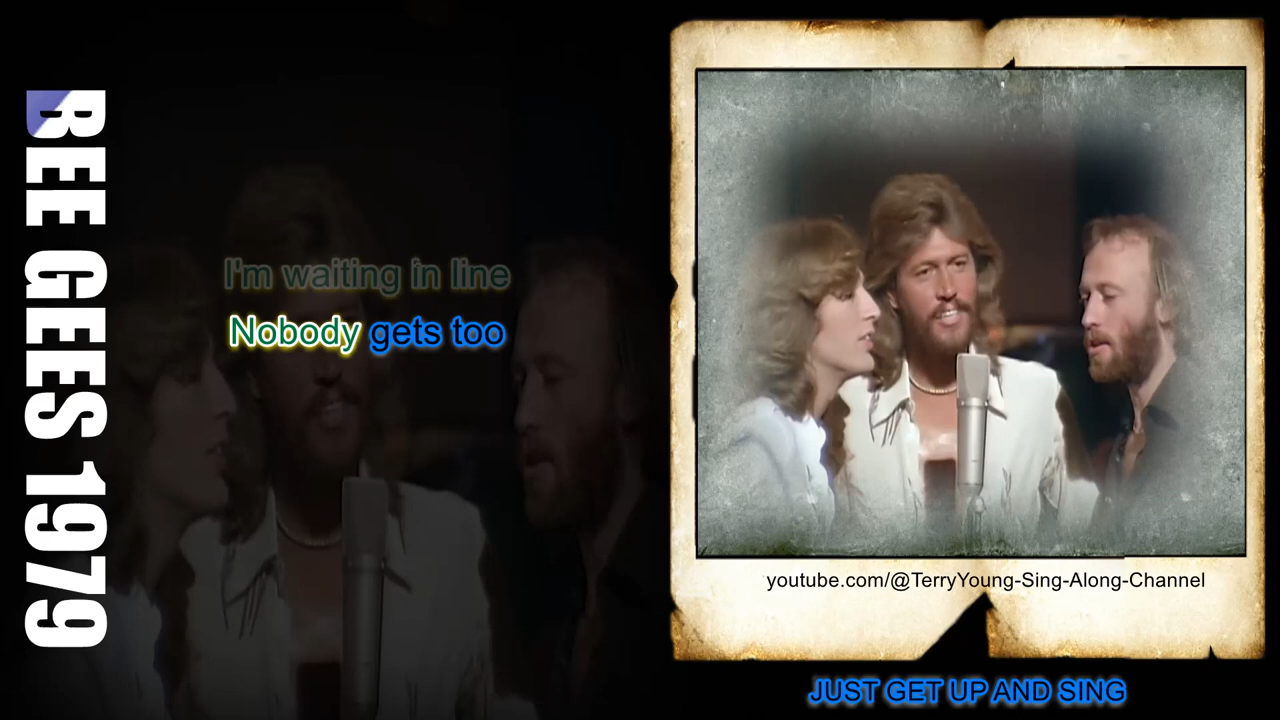 BEE GEES 1979
I'm waiting in line
Nobody gets too
youtube.com/@TerryYoung-Sing-Along-Channel
JUST GET UP AND SING